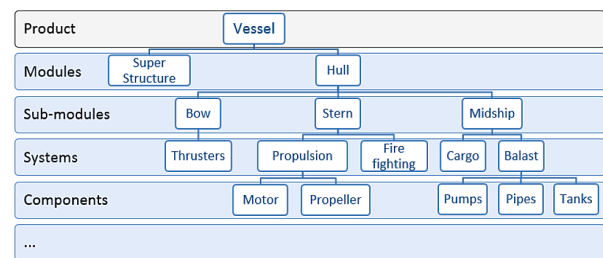 Product
Vessel
Modules
Super
Structure
Hull
Sub-modules
Bow
Stern
Midship
Systems
Thrusters
Propulsion
Fire
fighting
Cargo
Balast
Components
Motor
Propeller
Pumps
Pipes
Tanks
...